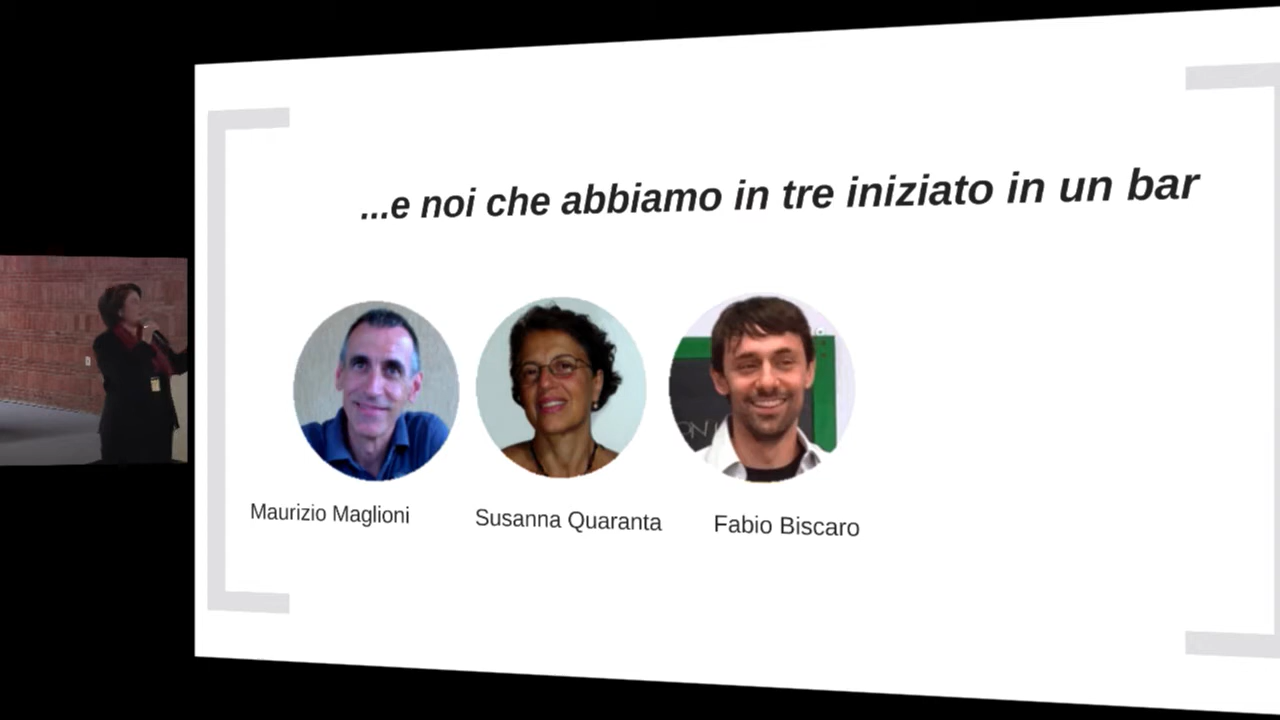 ...e noi che abbiamo in tre iniziato in un bar
Maurizio Maglioni
Susanna Quaranta
Fabio Biscaro